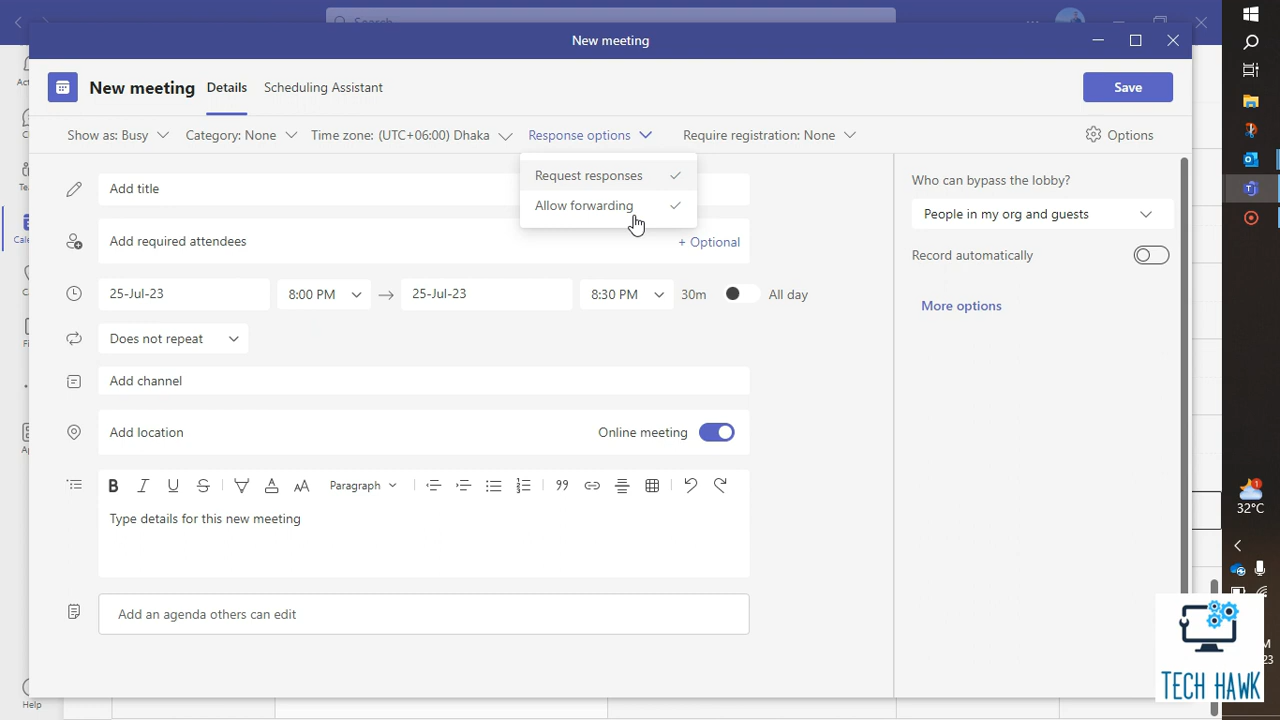 Search
New meeting
New meeting Details Scheduling Assistant Save
Show as: Busy Category: None Time zone: (UTC+06:00) Dhaka Response options Require registration: None Options
Request responses
Allow forwarding
Add title
Add required attendees + Optional
25-Jul-23 8:00 PM → 25-Jul-23 8:30 PM 30m All day
Does not repeat
Add channel
Add location Online meeting
B I U S AA Paragraph
Type details for this new meeting
Add an agenda others can edit
Who can bypass the lobby?
People in my org and guests
Record automatically
More options
Help
32°C
TECH HAWK